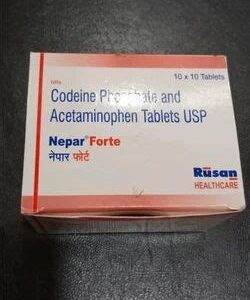 10 x 10 Tablets
Codeine Phosphate and
Acetaminophen Tablets USP
Nepar® Forte
नेपार फोर्ट
Rusan
HEALTHCARE